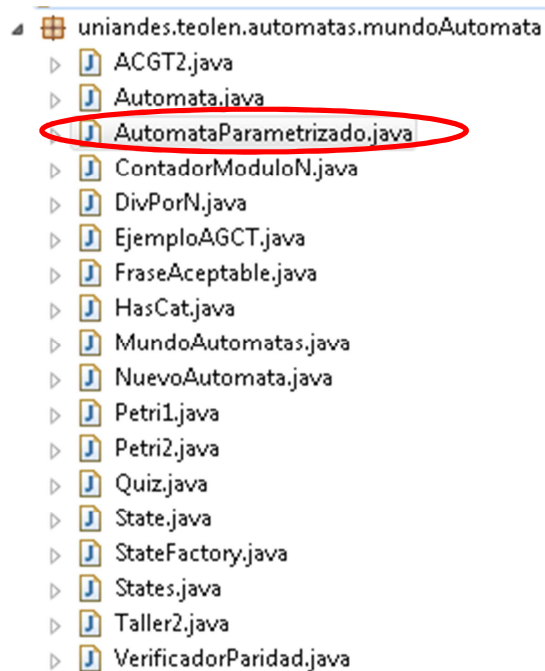 uniandes.teolen.automatas.mundoAutomata
ACGT2.java
Automata.java
AutomataParametrizado.java
ContadorModuloN.java
DivPorN.java
EjemploAGCT.java
FraseAceptable.java
HasCat.java
MundoAutomatas.java
NuevoAutomata.java
Petri1.java
Petri2.java
Quiz.java
State.java
StateFactory.java
States.java
Taller2.java
VerificadorParidad.java